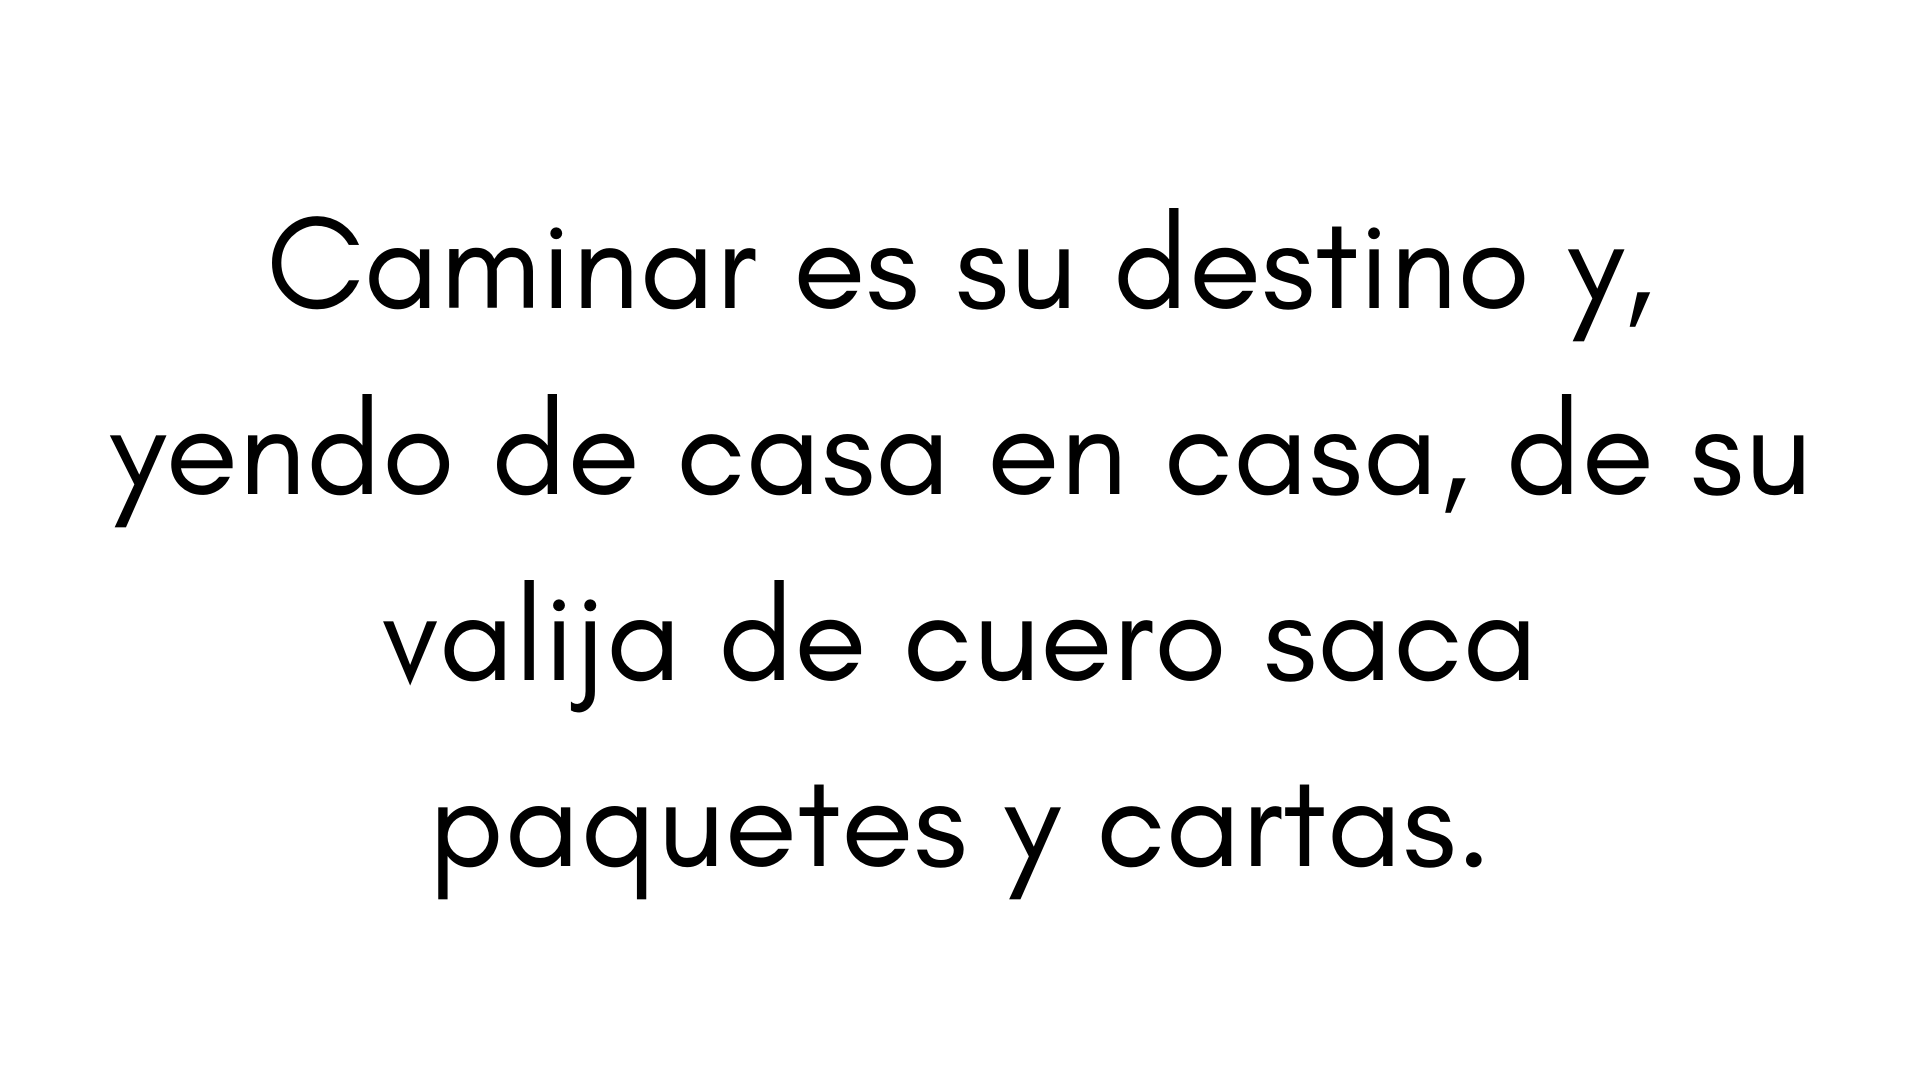 Caminar es su destino y,
yendo de casa en casa, de su
valija de cuero saca
paquetes y cartas.